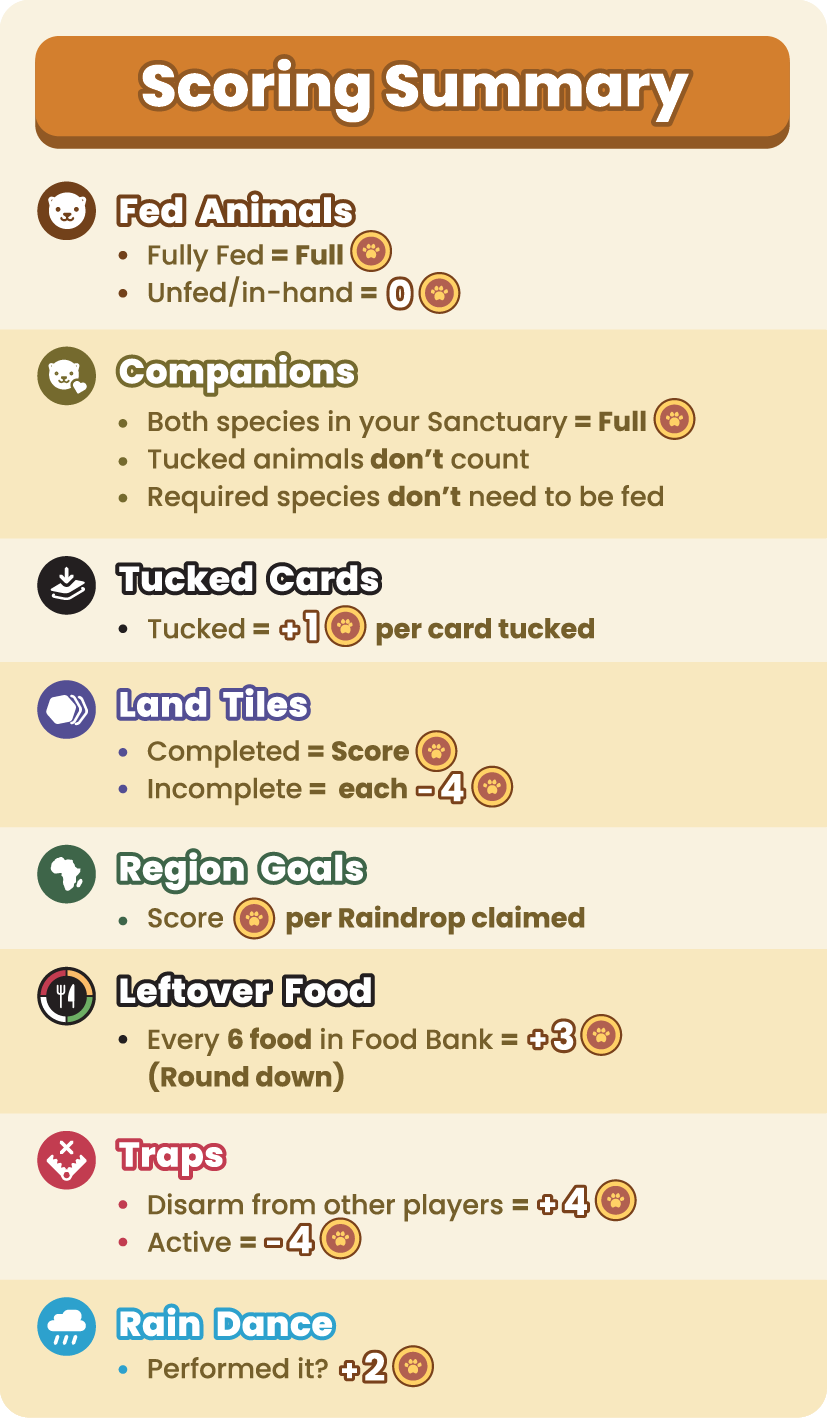 Scoring Summary
Fed Animals
• Fully Fed = Full
• Unfed/in-hand = 0
Companions
• Both species in your Sanctuary = Full
• Tucked animals don't count
• Required species don't need to be fed
Tucked Cards
• Tucked = +1 per card tucked
Land Tiles
• Completed = Score
• Incomplete = each -4
Region Goals
• Score per Raindrop claimed
Leftover Food
• Every 6 food in Food Bank = +3
(Round down)
Traps
• Disarm from other players = +4
• Active = -4
Rain Dance
• Performed it? +2